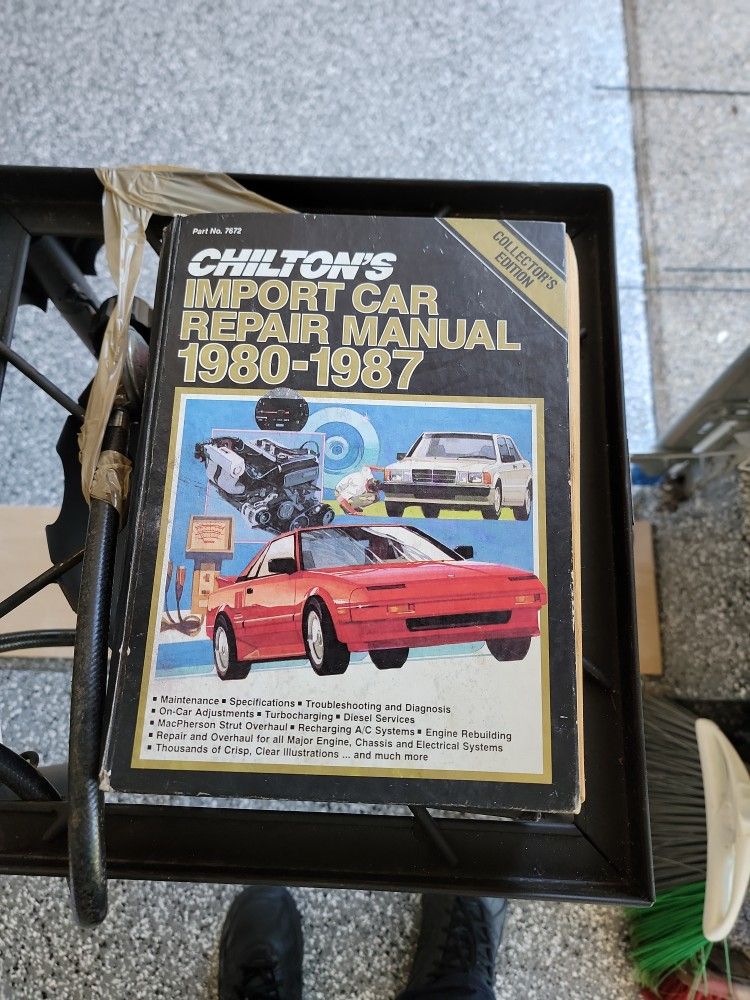 Part No. 7672
COLLECTOR'S
EDITION
CHILTON'S
IMPORT CAR
REPAIR MANUAL
1980-1987
▪ Maintenance ▪ Specifications ▪ Troubleshooting and Diagnosis
▪ On-Car Adjustments ▪ Turbocharging ▪ Diesel Services
▪ MacPherson Strut Overhaul ▪ Recharging A/C Systems ▪ Engine Rebuilding
▪ Repair and Overhaul for all Major Engine, Chassis and Electrical Systems
▪ Thousands of Crisp, Clear Illustrations ... and much more